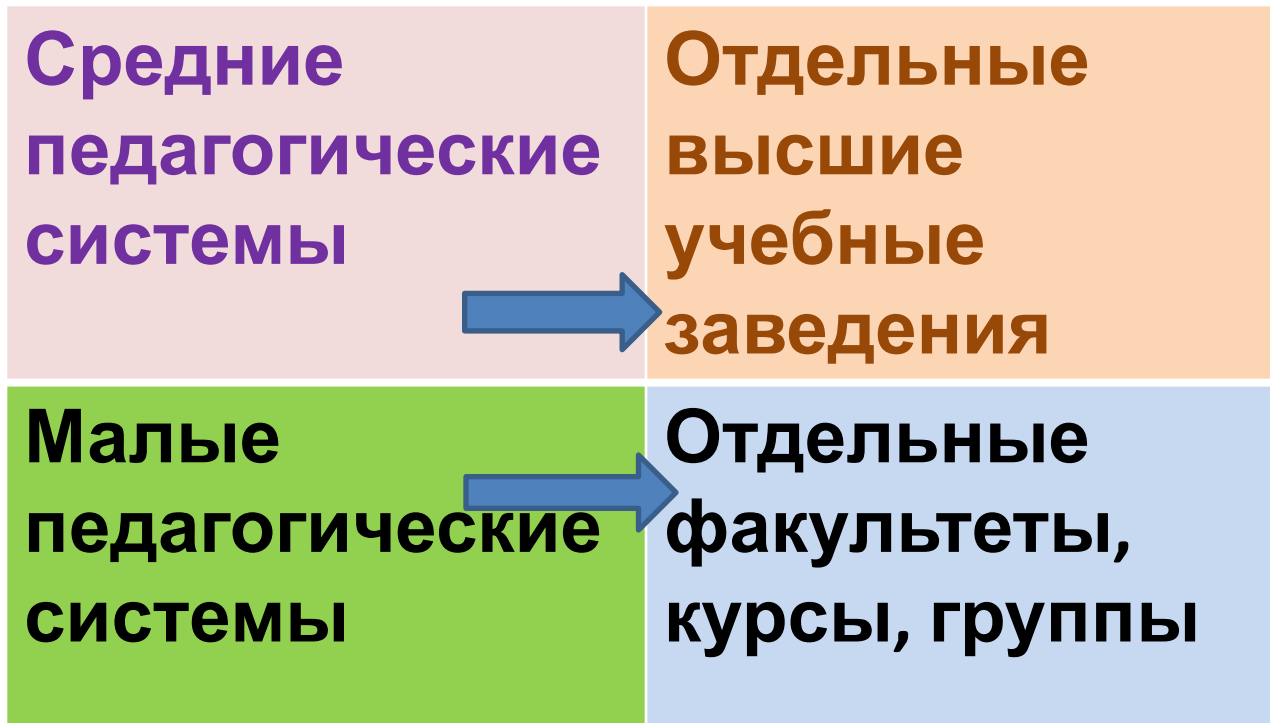 Средние
педагогические
системы
Отдельные
высшие
учебные
заведения
Малые
педагогические
системы
Отдельные
факультеты,
курсы, группы